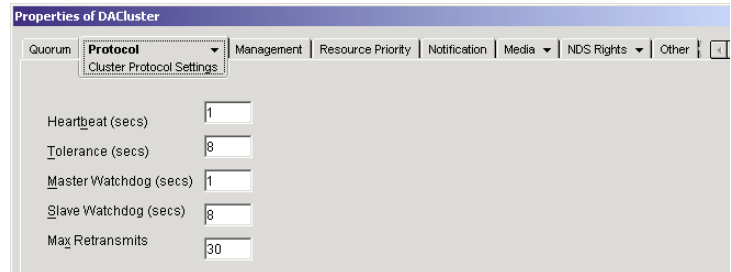 Properties of DACluster
Quorum Protocol Management Resource Priority Notification Media NDS Rights Other
Cluster Protocol Settings
Heartbeat (secs) 1
Tolerance (secs) 8
Master Watchdog (secs) 1
Slave Watchdog (secs) 8
Max Retransmits 30